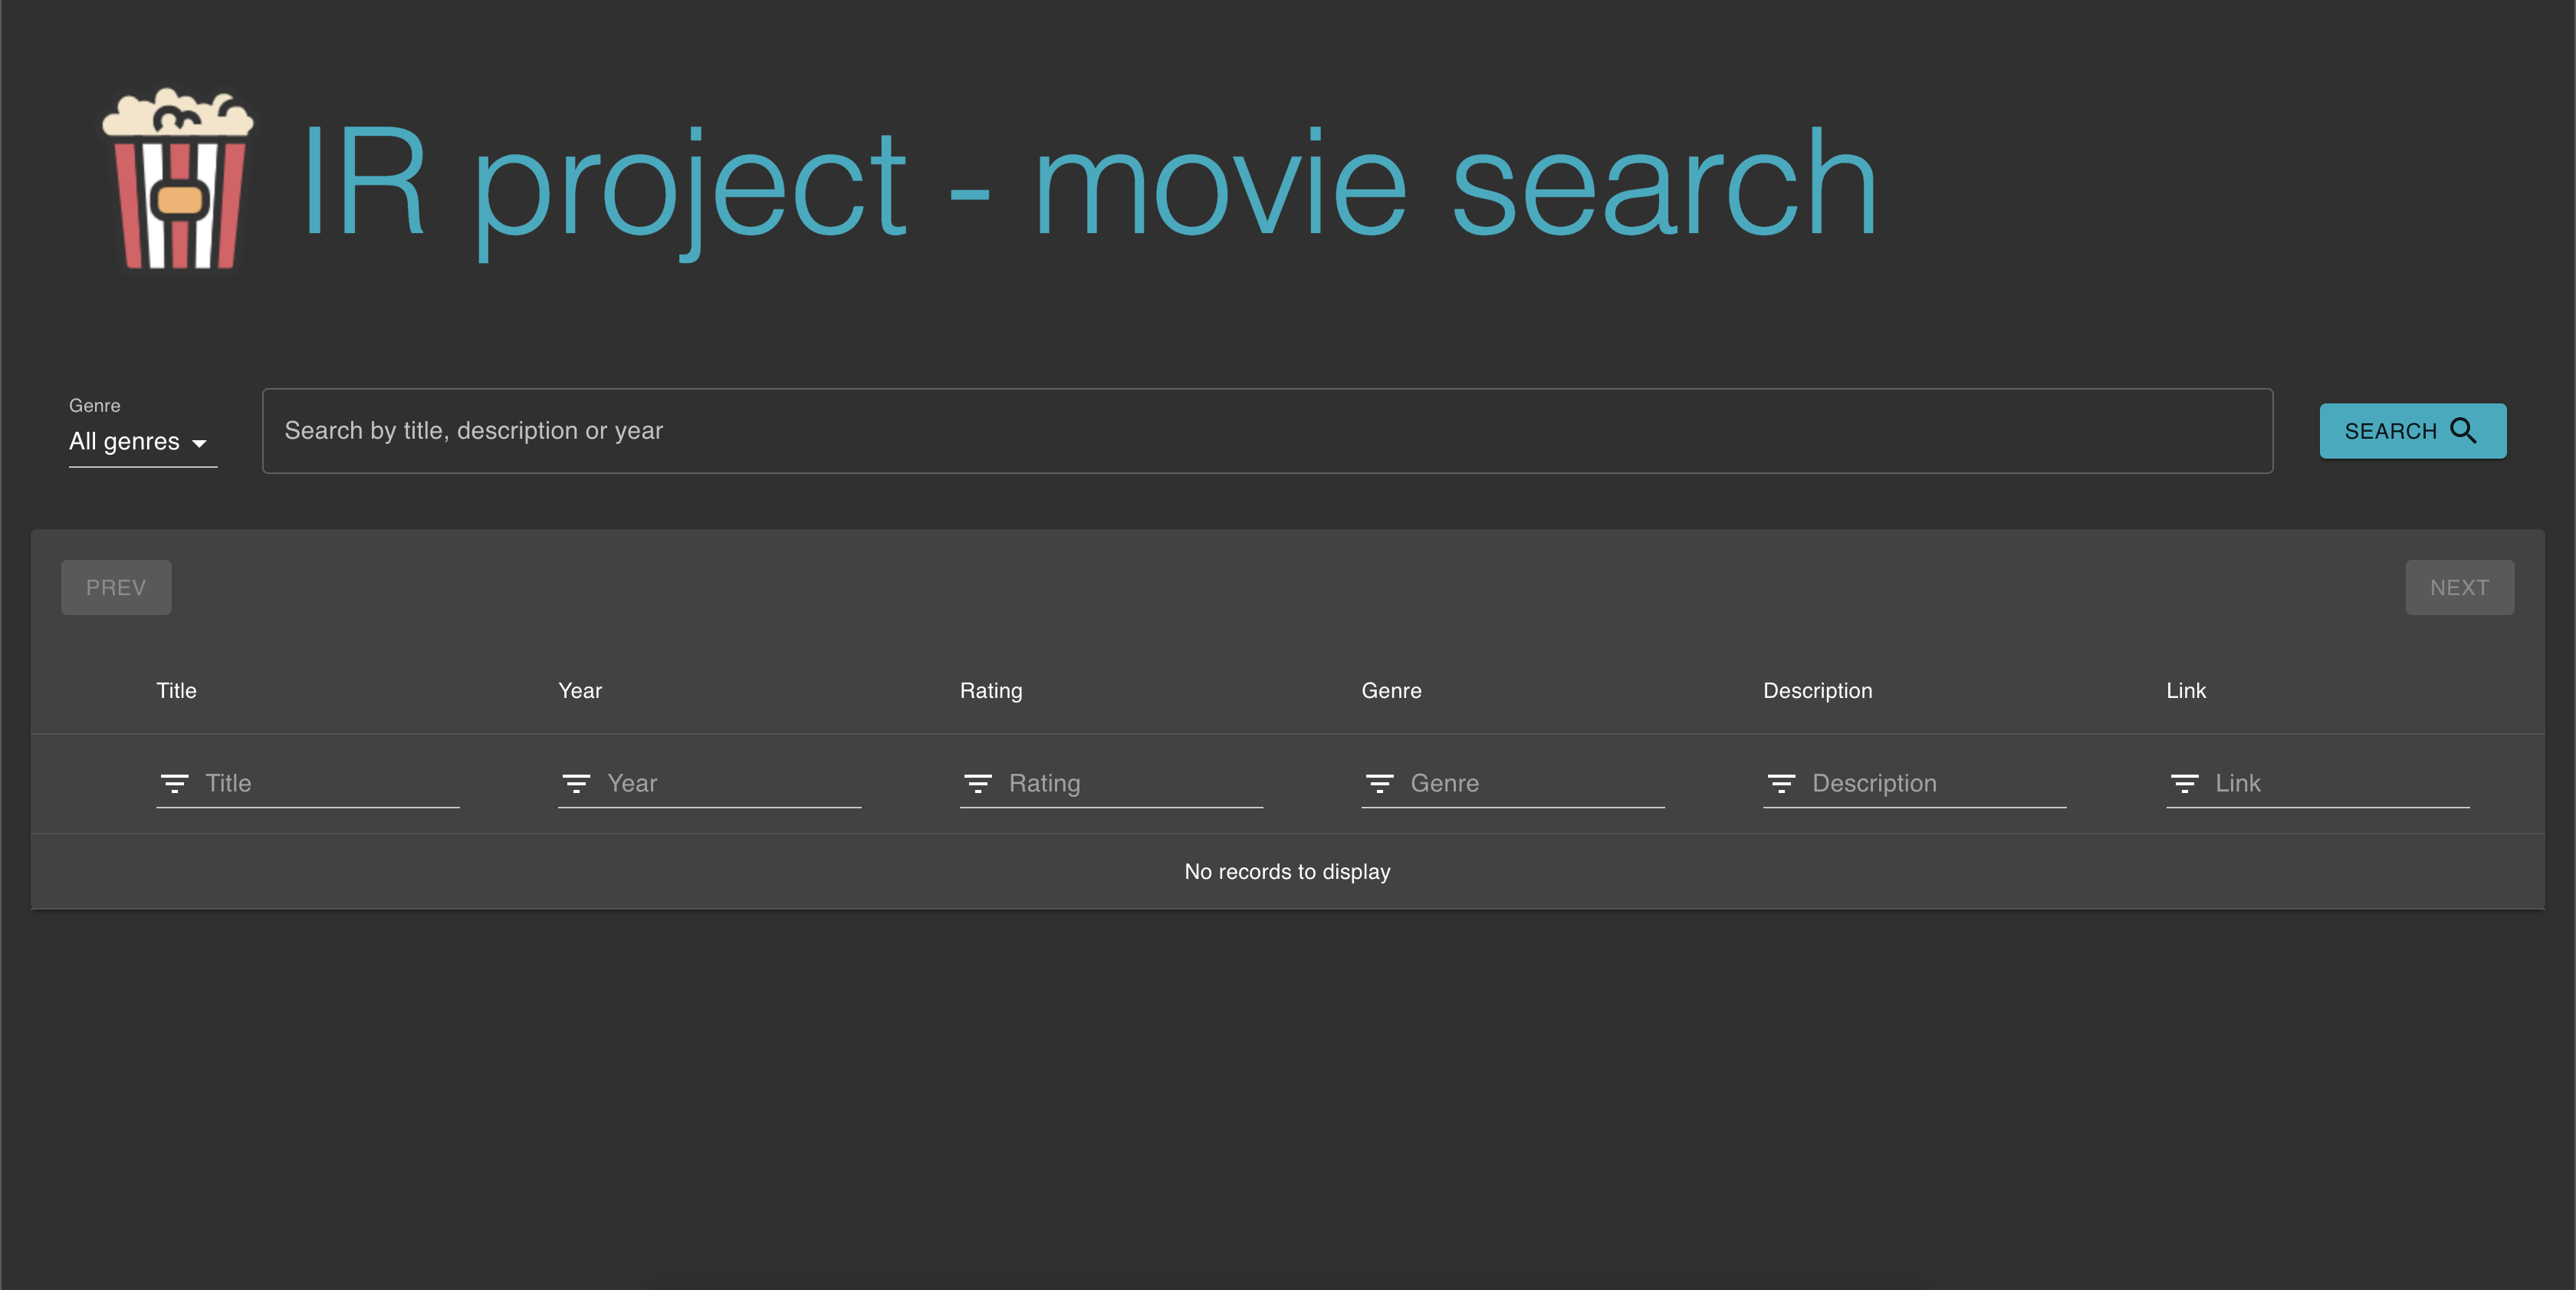 IR project - movie search
Genre
All genres
Search by title, description or year
SEARCH
PREV
NEXT
Title Year Rating Genre Description Link
Title Year Rating Genre Description Link
No records to display